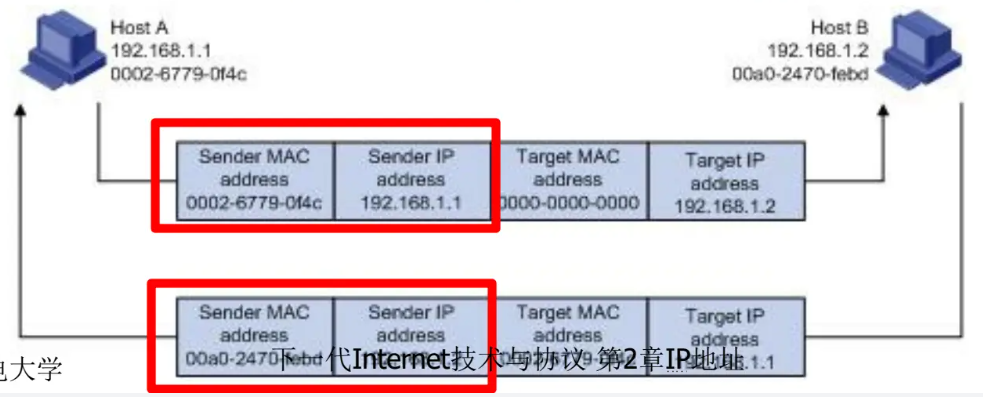 Host A
192.168.1.1
0002-6779-0f4c
Host B
192.168.1.2
00a0-2470-febd
Sender MAC
address
0002-6779-0f4c
Sender IP
address
192.168.1.1
Target MAC
address
0000-0000-0000
Target IP
address
192.168.1.2
Sender MAC
address
00a0-2470-febd
Sender IP
address
Target MAC
address
Target IP
address
大学
下一代Internet技术与协议 第2章IP地址